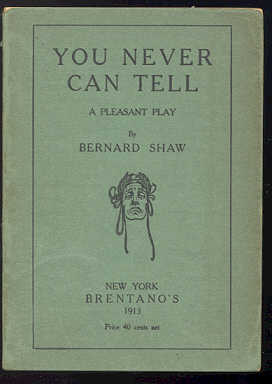 YOU NEVER
CAN TELL
A PLEASANT PLAY
By
BERNARD SHAW
NEW YORK
BRENTANO'S
1913
Price 40 cents net